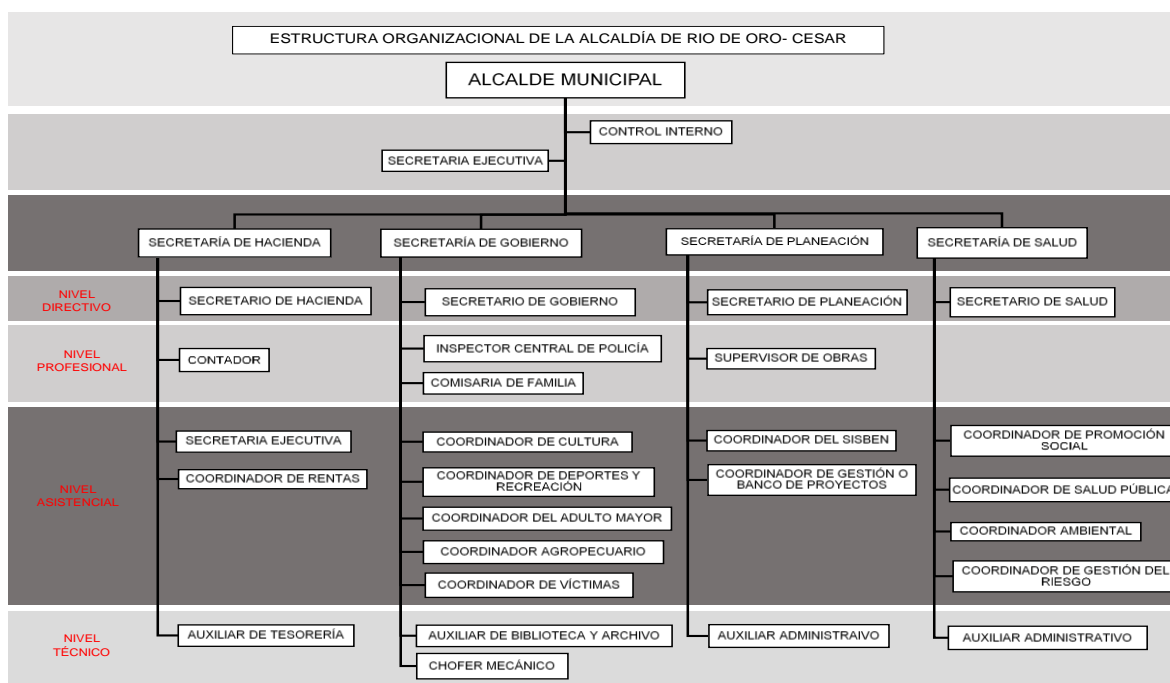 ESTRUCTURA ORGANIZACIONAL DE LA ALCALDÍA DE RIO DE ORO- CESAR
ALCALDE MUNICIPAL
CONTROL INTERNO
SECRETARIA EJECUTIVA
SECRETARÍA DE HACIENDA
SECRETARÍA DE GOBIERNO
SECRETARÍA DE PLANEACIÓN
SECRETARÍA DE SALUD
NIVEL
DIRECTIVO
SECRETARIO DE HACIENDA
SECRETARIO DE GOBIERNO
SECRETARIO DE PLANEACIÓN
SECRETARIO DE SALUD
NIVEL
PROFESIONAL
CONTADOR
INSPECTOR CENTRAL DE POLICÍA
COMISARIA DE FAMILIA
SUPERVISOR DE OBRAS
NIVEL
ASISTENCIAL
SECRETARIA EJECUTIVA
COORDINADOR DE RENTAS
COORDINADOR DE CULTURA
COORDINADOR DE DEPORTES Y
RECREACIÓN
COORDINADOR DEL ADULTO MAYOR
COORDINADOR AGROPECUARIO
COORDINADOR DE VÍCTIMAS
COORDINADOR DEL SISBEN
COORDINADOR DE GESTIÓN O
BANCO DE PROYECTOS
COORDINADOR DE PROMOCIÓN
SOCIAL
COORDINADOR DE SALUD PÚBLICA
COORDINADOR AMBIENTAL
COORDINADOR DE GESTIÓN DEL
RIESGO
NIVEL
TÉCNICO
AUXILIAR DE TESORERÍA
AUXILIAR DE BIBLIOTECA Y ARCHIVO
CHOFER MECÁNICO
AUXILIAR ADMINISTRAIVO
AUXILIAR ADMINISTRATIVO